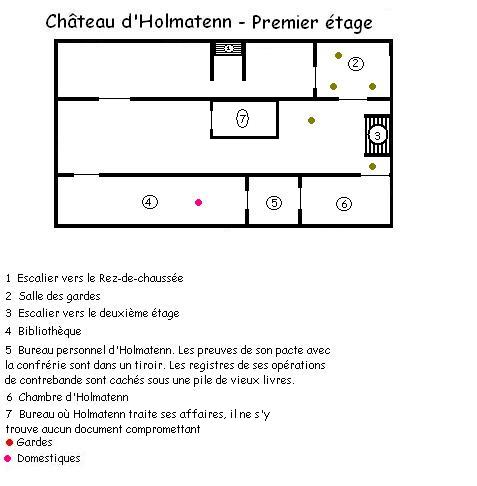 Château d'Holmatenn - Premier étage
1
2
7
3
4
5
6
1 Escalier vers le Rez-de-chaussée
2 Salle des gardes
3 Escalier vers le deuxième étage
4 Bibliothèque
5 Bureau personnel d'Holmatenn. Les preuves de son pacte avec
la confrérie sont dans un tiroir. Les registres de ses opérations
de contrebande sont cachés sous une pile de vieux livres.
6 Chambre d'Holmatenn
7 Bureau où Holmatenn traite ses affaires, il ne s'y
trouve aucun document compromettant
Gardes
Domestiques